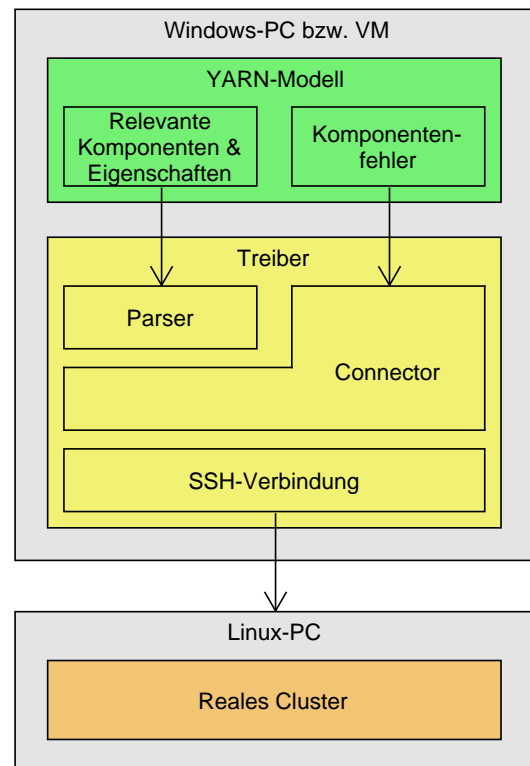 Windows-PC bzw. VM
YARN-Modell
Relevante
Komponenten &
Eigenschaften
Komponenten-
fehler
Treiber
Parser
Connector
SSH-Verbindung
Linux-PC
Reales Cluster